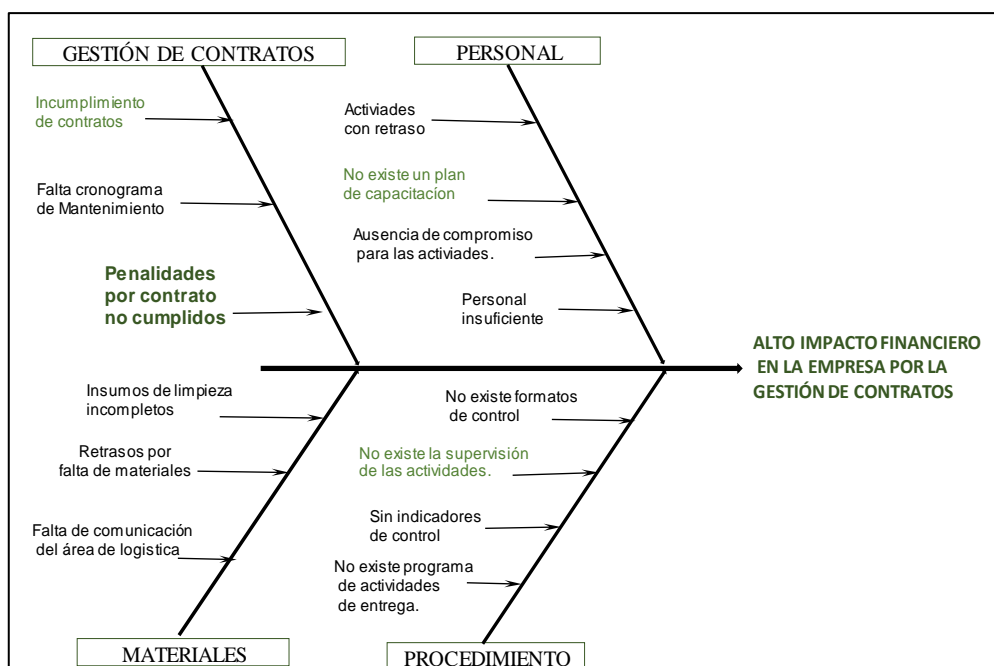 GESTIÓN DE CONTRATOS
PERSONAL
Incumplimiento
de contratos
Falta cronograma
de Mantenimiento
Penalidades
por contrato
no cumplidos
Activiades
con retraso
No existe un plan
de capacitacíon
Ausencia de compromiso
para las activiades.
Personal
insuficiente
ALTO IMPACTO FINANCIERO
EN LA EMPRESA POR LA
GESTIÓN DE CONTRATOS
Insumos de limpieza
incompletos
Retrasos por
falta de materiales
Falta de comunicación
del área de logistica
No existe formatos
de control
No existe la supervisión
de las actividades.
Sin indicadores
de control
No existe programa
de actividades
de entrega.
MATERIALES
PROCEDIMIENTO